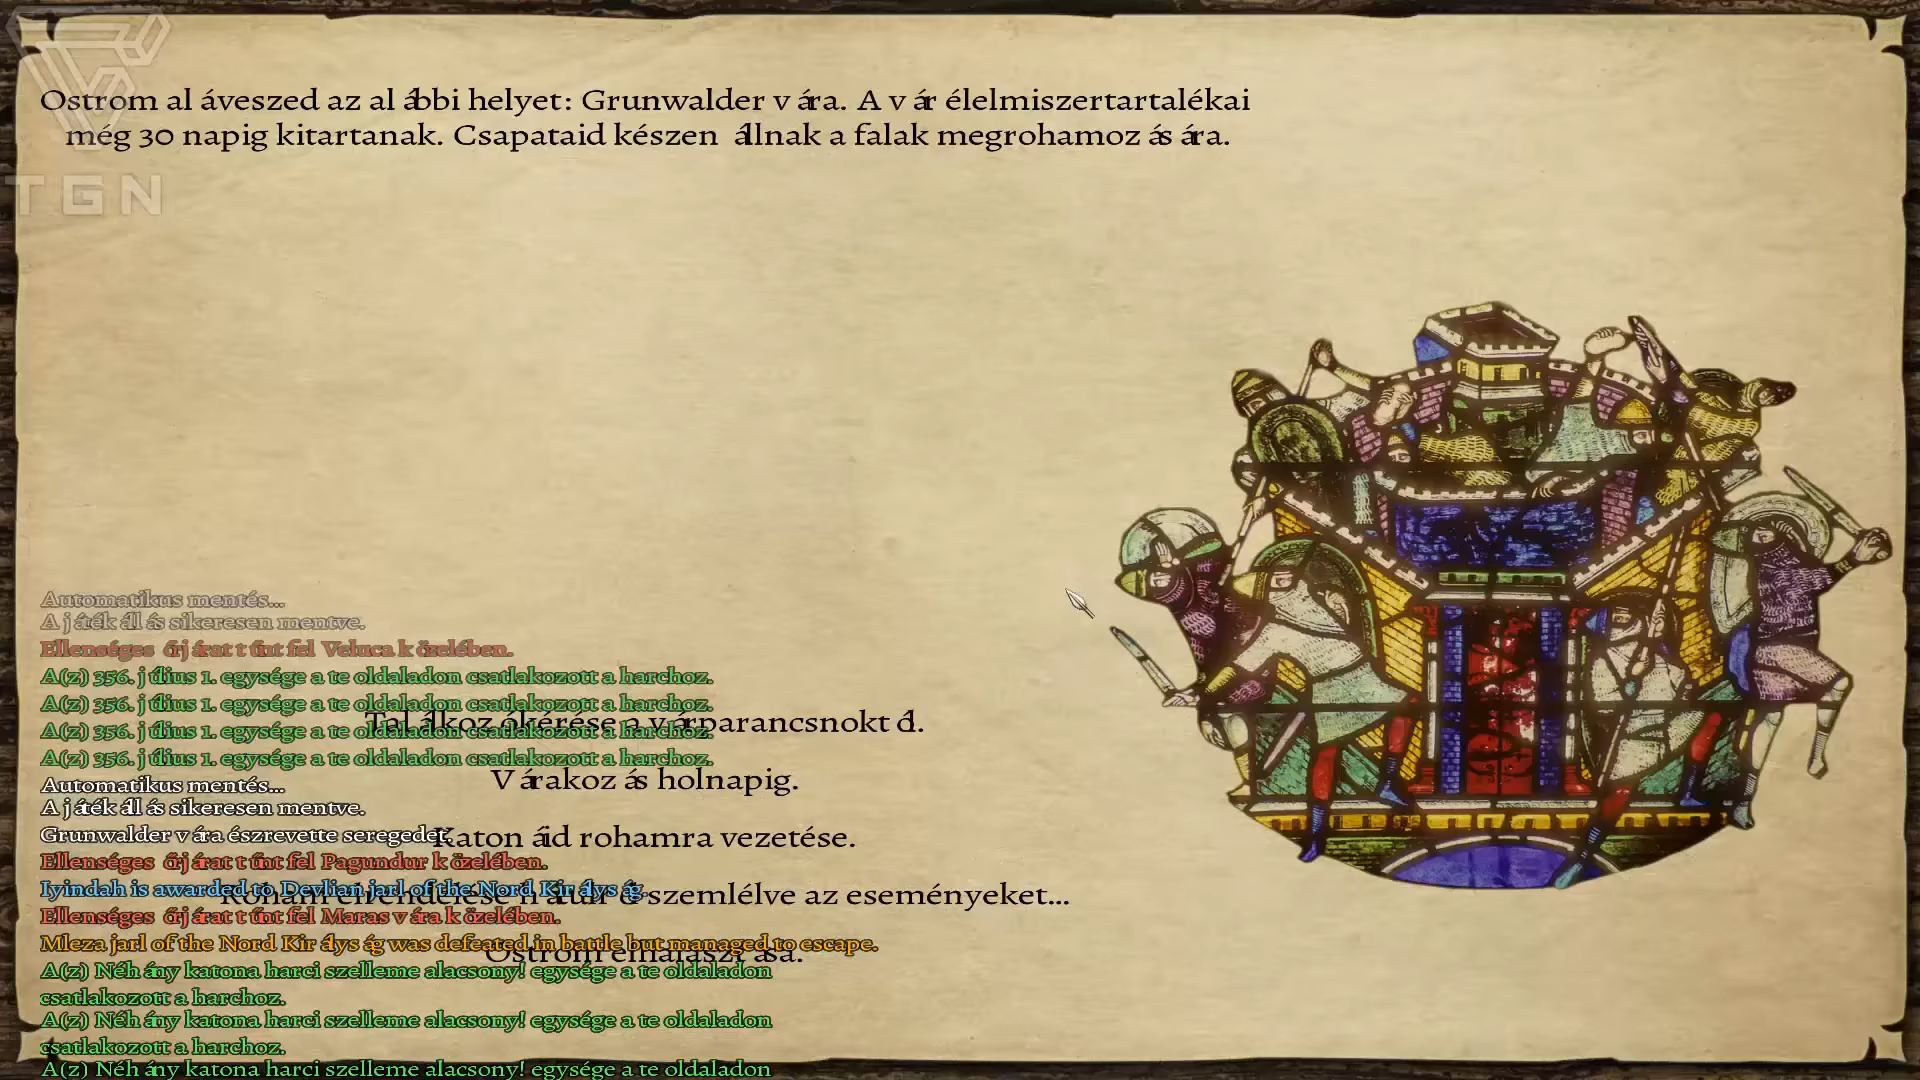 TGN
Ostrom alá veszed az alábbi helyet: Grunwalder vára. A vár élelmiszertartalékai
még 30 napig kitartanak. Csapataid készen állnak a falak megrohamozására.
Automatikus mentés...
A játékállás sikeresen mentve.
Ellenséges őrjárat tűnt fel Veluca közelében.
A(z) 356. július 1. egysége a te oldaladon csatlakozott a harchoz.
A(z) 356. július 1. egysége a te oldaladon csatlakozott a harchoz.
Találkozó kérése a várparancsnoktól.
A(z) 356. július 1. egysége a te oldaladon csatlakozott a harchoz.
A(z) 356. július 1. egysége a te oldaladon csatlakozott a harchoz.
Várakozás holnapig.
Automatikus mentés...
A játékállás sikeresen mentve.
Grunwalder vára észrevette seregedet.
Katonáid rohamra vezetése.
Ellenséges őrjárat tűnt fel Pagundur közelében.
Iyindah is awarded to Devlian jarl of the Nord Királyság.
Roham elrendelése hátulról szemlélve az eseményeket...
Ellenséges őrjárat tűnt fel Maras vára közelében.
Mleza jarl of the Nord Királyság was defeated in battle but managed to escape.
Ostrom elhalasztása.
A(z) Néhány katona harci szelleme alacsony! egysége a te oldaladon
csatlakozott a harchoz.
A(z) Néhány katona harci szelleme alacsony! egysége a te oldaladon
csatlakozott a harchoz.
A(z) Néhány katona harci szelleme alacsony! egysége a te oldaladon